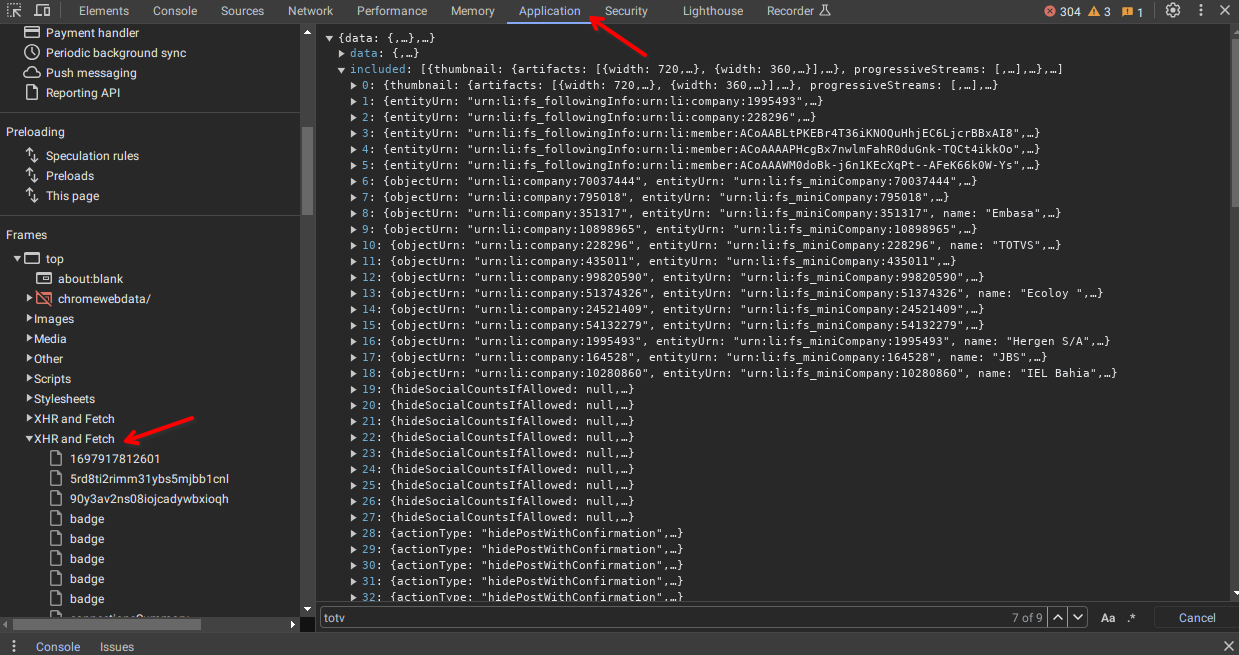 Elements Console Sources Network Performance Memory Application Security Lighthouse Recorder 304 3 1
Payment handler
Periodic background sync
Push messaging
Reporting API
Preloading
Speculation rules
Preloads
This page
Frames
top
about:blank
chromewebdata/
Images
Media
Other
Scripts
Stylesheets
XHR and Fetch
XHR and Fetch
1697917812601
5rd8ti2rimm31ybs5mjbb1cnl
90y3av2ns08iojcadywbxioqh
badge
badge
badge
badge
badge
{data: {,…},…}
data: {,…}
included: [{thumbnail: {artifacts: [{width: 720,…}, {width: 360,…}],…}, progressiveStreams: [,…],…},…]
0: {thumbnail: {artifacts: [{width: 720,…}, {width: 360,…}],…}, progressiveStreams: [,…],…}
1: {entityUrn: "urn:li:fs_followingInfo:urn:li:company:1995493",…}
2: {entityUrn: "urn:li:fs_followingInfo:urn:li:company:228296",…}
3: {entityUrn: "urn:li:fs_followingInfo:urn:li:member:ACoAABLtPKEBr4T36iKNOQuHhjEC6LjcrBBxAI8",…}
4: {entityUrn: "urn:li:fs_followingInfo:urn:li:member:ACoAAAAPHcgBx7nwlmFahR0duGnk-TQCt4ikkOo",…}
5: {entityUrn: "urn:li:fs_followingInfo:urn:li:member:ACoAAAWM0doBk-j6n1KEcXqPt--AFeK66k0W-Ys",…}
6: {objectUrn: "urn:li:company:70037444", entityUrn: "urn:li:fs_miniCompany:70037444",…}
7: {objectUrn: "urn:li:company:795018", entityUrn: "urn:li:fs_miniCompany:795018",…}
8: {objectUrn: "urn:li:company:351317", entityUrn: "urn:li:fs_miniCompany:351317", name: "Embasa",…}
9: {objectUrn: "urn:li:company:10898965", entityUrn: "urn:li:fs_miniCompany:10898965",…}
10: {objectUrn: "urn:li:company:228296", entityUrn: "urn:li:fs_miniCompany:228296", name: "TOTVS",…}
11: {objectUrn: "urn:li:company:435011", entityUrn: "urn:li:fs_miniCompany:435011",…}
12: {objectUrn: "urn:li:company:99820590", entityUrn: "urn:li:fs_miniCompany:99820590",…}
13: {objectUrn: "urn:li:company:51374326", entityUrn: "urn:li:fs_miniCompany:51374326", name: "Ecoloy ",…}
14: {objectUrn: "urn:li:company:24521409", entityUrn: "urn:li:fs_miniCompany:24521409",…}
15: {objectUrn: "urn:li:company:54132279", entityUrn: "urn:li:fs_miniCompany:54132279",…}
16: {objectUrn: "urn:li:company:1995493", entityUrn: "urn:li:fs_miniCompany:1995493", name: "Hergen S/A",…}
17: {objectUrn: "urn:li:company:164528", entityUrn: "urn:li:fs_miniCompany:164528", name: "JBS",…}
18: {objectUrn: "urn:li:company:10280860", entityUrn: "urn:li:fs_miniCompany:10280860", name: "IEL Bahia",…}
19: {hideSocialCountsIfAllowed: null,…}
20: {hideSocialCountsIfAllowed: null,…}
21: {hideSocialCountsIfAllowed: null,…}
22: {hideSocialCountsIfAllowed: null,…}
23: {hideSocialCountsIfAllowed: null,…}
24: {hideSocialCountsIfAllowed: null,…}
25: {hideSocialCountsIfAllowed: null,…}
26: {hideSocialCountsIfAllowed: null,…}
27: {hideSocialCountsIfAllowed: null,…}
28: {actionType: "hidePostWithConfirmation",…}
29: {actionType: "hidePostWithConfirmation",…}
30: {actionType: "hidePostWithConfirmation",…}
31: {actionType: "hidePostWithConfirmation",…}
32: {actionType: "hidePostWithConfirmation",…}
totv 7 of 9 Aa .* Cancel
Console Issues